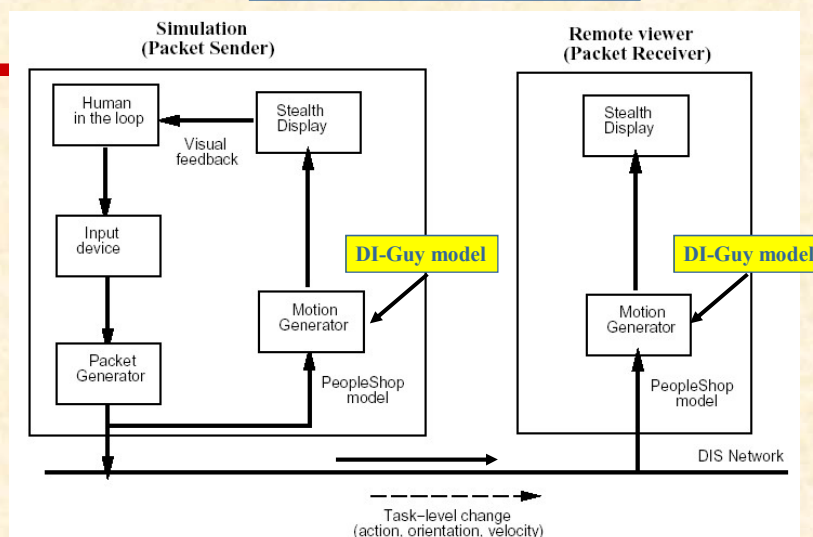 Simulation
(Packet Sender)
Human
in the loop
Visual
feedback
Stealth
Display
Input
device
DI-Guy model
Motion
Generator
Packet
Generator
PeopleShop
model
Remote viewer
(Packet Receiver)
Stealth
Display
DI-Guy model
Motion
Generator
PeopleShop
model
DIS Network
Task-level change
(action, orientation, velocity)